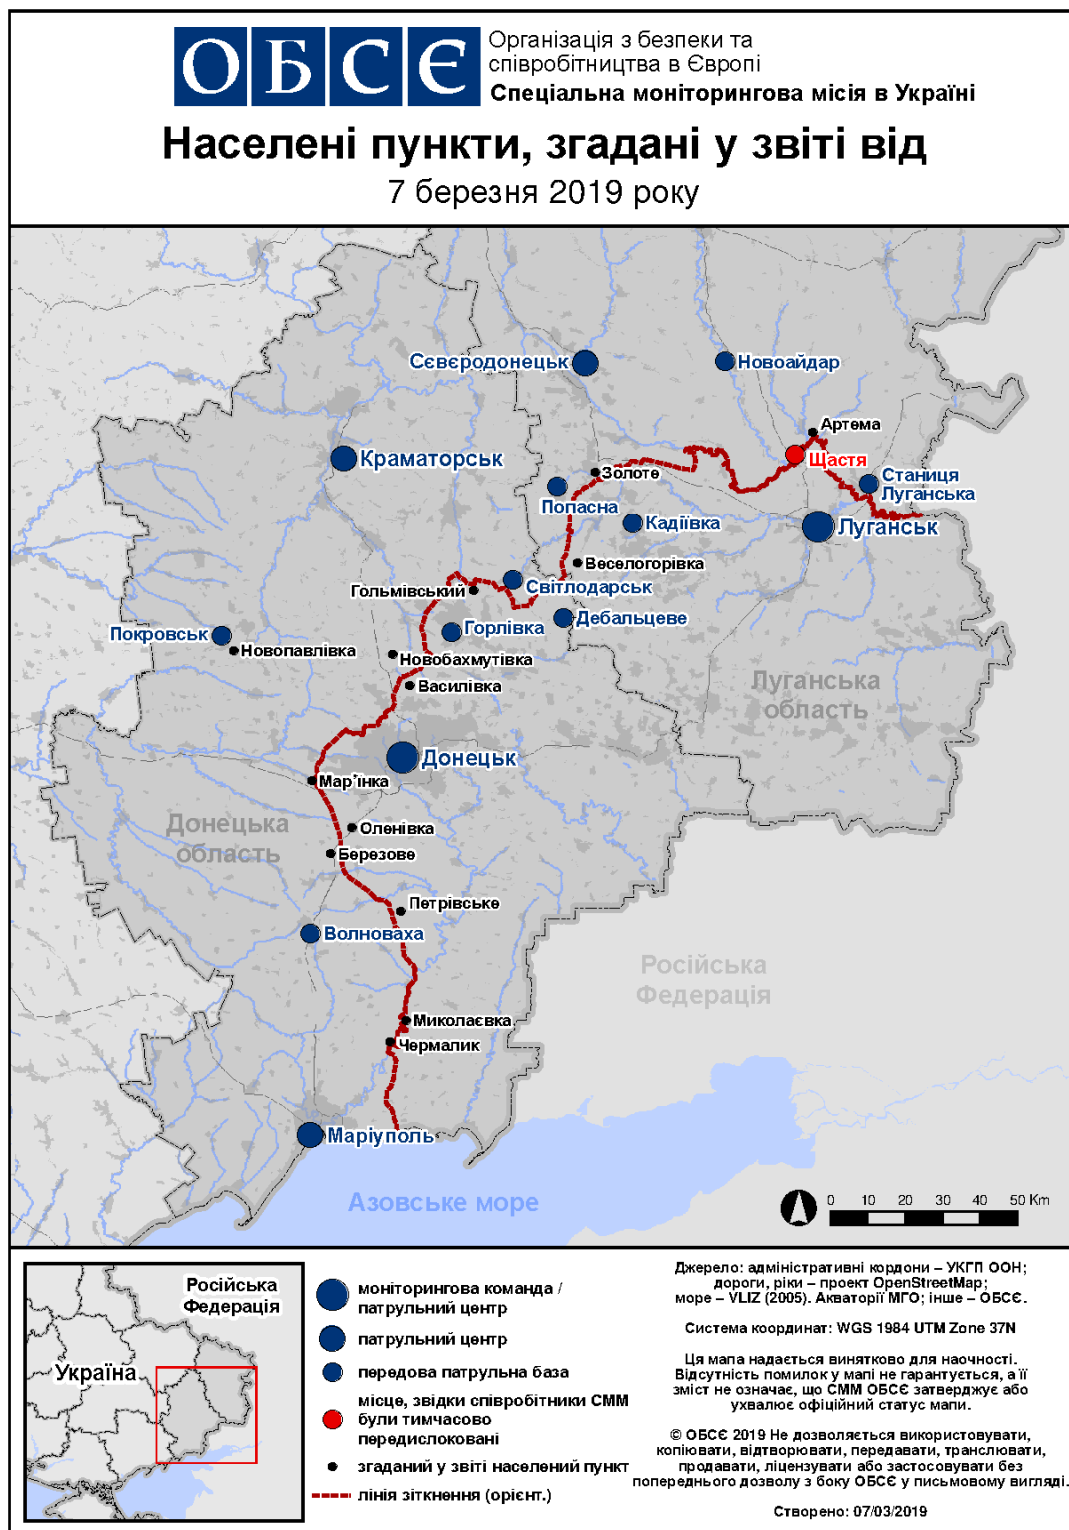 ОБСЄ
Організація з безпеки та
співробітництва в Європі
Спеціальна моніторингова місія в Україні
Населені пункти, згадані у звіті від
7 березня 2019 року
Сєвєродонецьк
Новоайдар
Артема
Щастя
Краматорськ
Золоте
Станиця
Луганська
Попасна
Кадіївка
Луганськ
Веселогорівка
Гольмівський
Світлодарськ
Дебальцеве
Горлівка
Покровськ
Новопавлівка
Новобахмутівка
Василівка
Луганська
область
Донецьк
Мар'їнка
Донецька
область
Оленівка
Березове
Петрівське
Волноваха
Російська
Федерація
Миколаєвка
Чермалик
Маріуполь
Азовське море
0 10 20 30 40 50 Km
Російська
Федерація
Україна
моніторингова команда /
патрульний центр
патрульний центр
передова патрульна база
місце, звідки співробітники СММ
були тимчасово
передислоковані
згаданий у звіті населений пункт
лінія зіткнення (орієнт.)
Джерело: адміністративні кордони – УКГП ООН;
дороги, ріки – проект OpenStreetMap;
море – VLIZ (2005). Акваторії МГО; інше – ОБСЄ.
Система координат: WGS 1984 UTM Zone 37N
Ця мапа надається винятково для наочності.
Відсутність помилок у мапі не гарантується, а її
зміст не означає, що СММ ОБСЄ затверджує або
ухвалює офіційний статус мапи.
© ОБСЄ 2019 Не дозволяється використовувати,
копіювати, відтворювати, передавати, транслювати,
продавати, ліцензувати або застосовувати без
попереднього дозволу з боку ОБСЄ у письмовому вигляді.
Створено: 07/03/2019